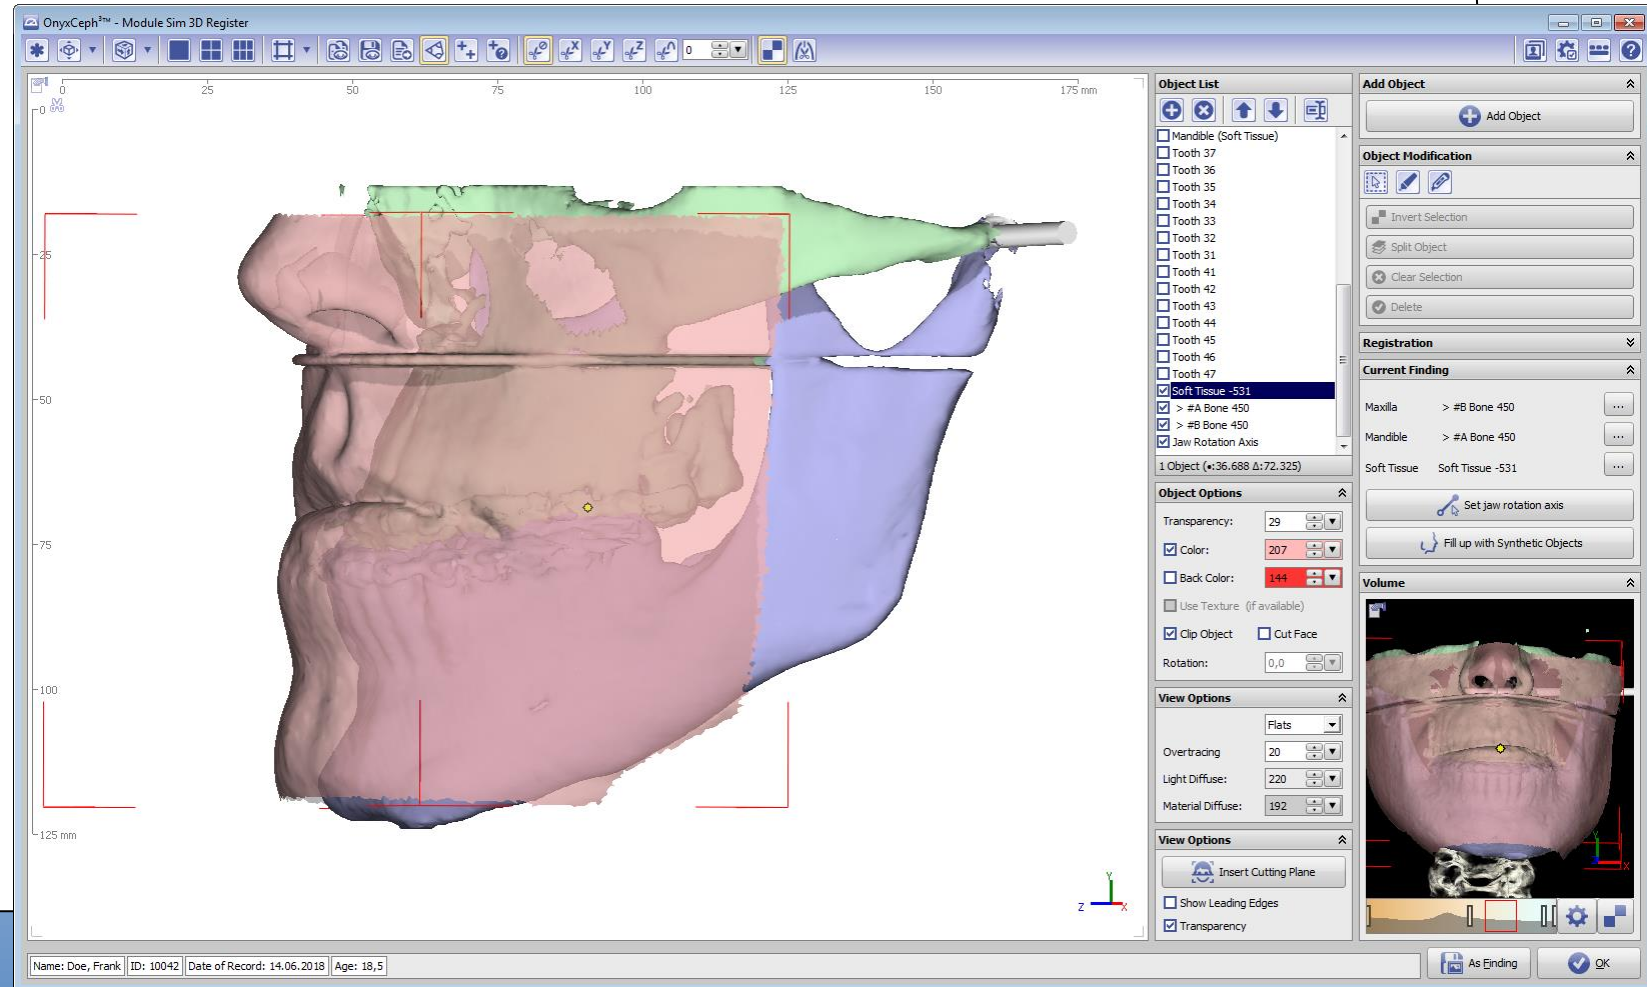 OnyxCeph³™ - Module Sim 3D Register
0
0 25 50 75 100 125 150 175 mm
0
25
50
75
100
125 mm
Y
Z X
Object List
Mandible (Soft Tissue)
Tooth 37
Tooth 36
Tooth 35
Tooth 34
Tooth 33
Tooth 32
Tooth 31
Tooth 41
Tooth 42
Tooth 43
Tooth 44
Tooth 45
Tooth 46
Tooth 47
Soft Tissue -531
> #A Bone 450
> #B Bone 450
Jaw Rotation Axis
1 Object (•:36.688 Δ:72.325)
Object Options
Transparency: 29
Color: 207
Back Color: 144
Use Texture (if available)
Clip Object Cut Face
Rotation: 0,0
View Options
Flats
Overtracing 20
Light Diffuse: 220
Material Diffuse: 192
View Options
Insert Cutting Plane
Show Leading Edges
Transparency
Add Object
Add Object
Object Modification
Invert Selection
Split Object
Clear Selection
Delete
Registration
Current Finding
Maxilla > #B Bone 450 ...
Mandible > #A Bone 450 ...
Soft Tissue Soft Tissue -531 ...
Set jaw rotation axis
Fill up with Synthetic Objects
Volume
Y
Z X
Name: Doe, Frank ID: 10042 Date of Record: 14.06.2018 Age: 18,5
As Finding OK